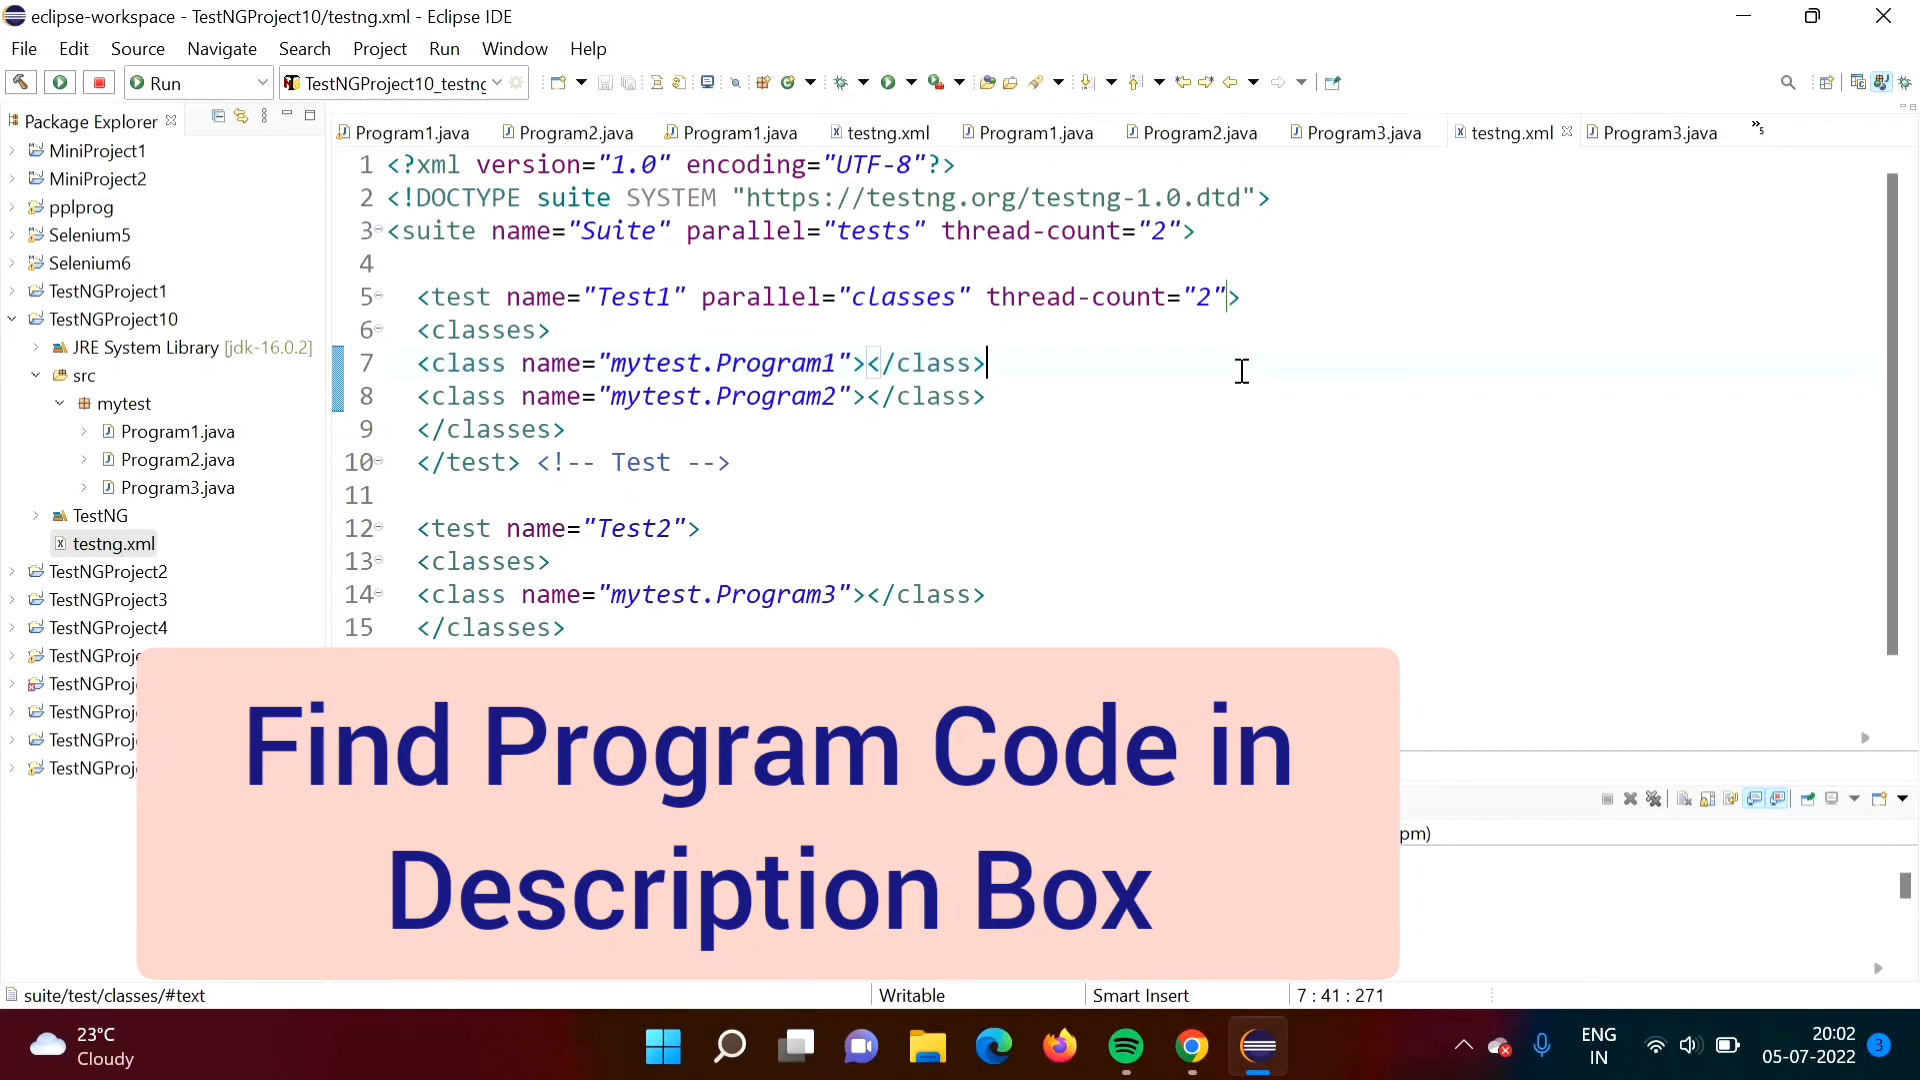 eclipse-workspace - TestNGProject10/testng.xml - Eclipse IDE
File Edit Source Navigate Search Project Run Window Help
Run TestNGProject10_testng
Package Explorer
Program1.java Program2.java Program1.java testng.xml Program1.java Program2.java Program3.java testng.xml Program3.java »5
MiniProject1
MiniProject2
pplprog
Selenium5
Selenium6
TestNGProject1
TestNGProject10
JRE System Library [jdk-16.0.2]
src
mytest
Program1.java
Program2.java
Program3.java
TestNG
testng.xml
TestNGProject2
TestNGProject3
TestNGProject4
TestNGProje
TestNGProj
TestNGProj
TestNGProj
TestNGProj
1 <?xml version="1.0" encoding="UTF-8"?>
2 <!DOCTYPE suite SYSTEM "https://testng.org/testng-1.0.dtd">
3 <suite name="Suite" parallel="tests" thread-count="2">
4
5 <test name="Test1" parallel="classes" thread-count="2">
6 <classes>
7 <class name="mytest.Program1"></class>
8 <class name="mytest.Program2"></class>
9 </classes>
10 </test> <!-- Test -->
11
12 <test name="Test2">
13 <classes>
14 <class name="mytest.Program3"></class>
15 </classes>
Find Program Code in
Description Box
pm)
suite/test/classes/#text Writable Smart Insert 7 : 41 : 271
23°C
Cloudy
ENG
IN
20:02
05-07-2022
3